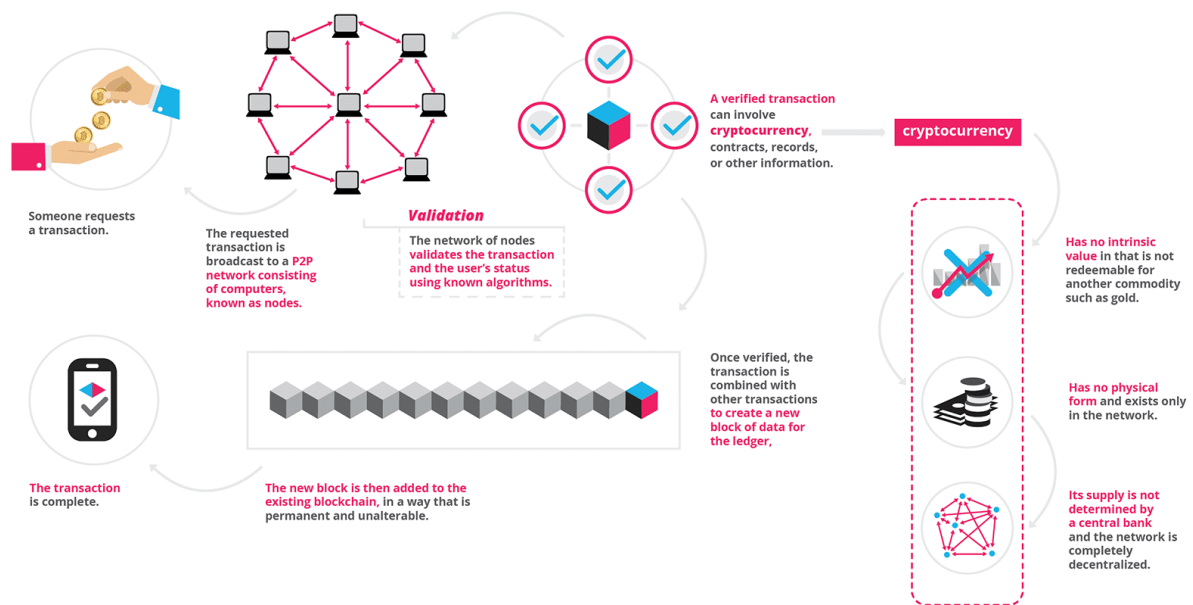 Someone requests
a transaction.
The requested
transaction is
broadcast to a P2P
network consisting
of computers,
known as nodes.
Validation
The network of nodes
validates the transaction
and the user's status
using known algorithms.
A verified transaction
can involve
cryptocurrency,
contracts, records,
or other information.
cryptocurrency
Has no intrinsic
value in that is not
redeemable for
another commodity
such as gold.
Has no physical
form and exists only
in the network.
Its supply is not
determined by
a central bank
and the network is
completely
decentralized.
Once verified, the
transaction is
combined with
other transactions
to create a new
block of data for
the ledger,
The new block is then added to the
existing blockchain, in a way that is
permanent and unalterable.
The transaction
is complete.